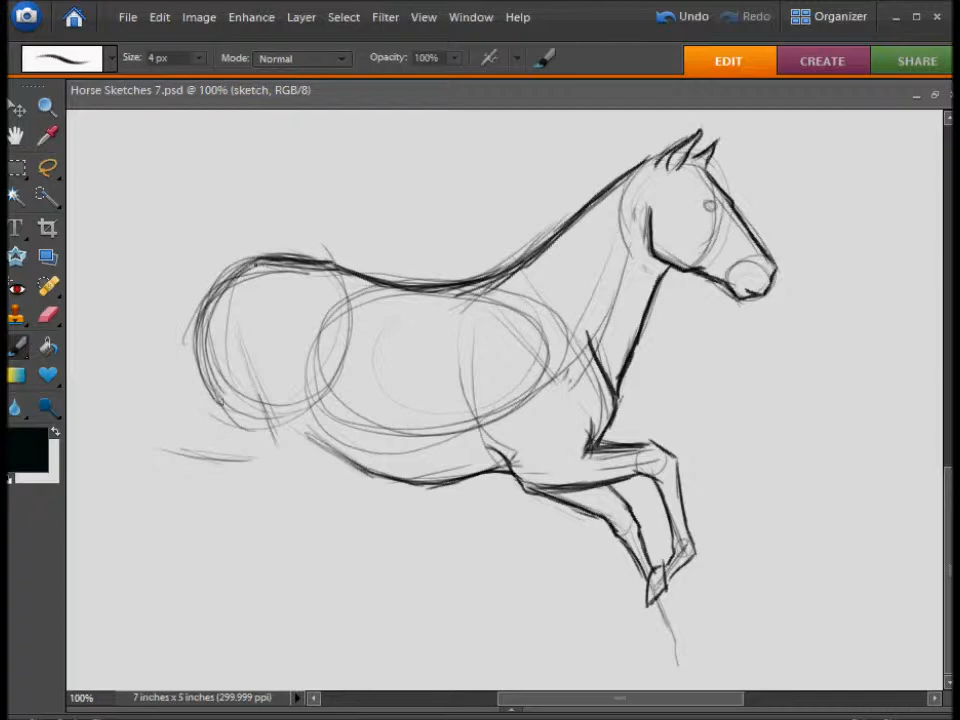 File Edit Image Enhance Layer Select Filter View Window Help Undo Redo Organizer
Size: 4 px Mode: Normal Opacity: 100% EDIT CREATE SHARE
Horse Sketches 7.psd @ 100% (sketch, RGB/8)
T
100% 7 inches x 5 inches (299.999 ppi)